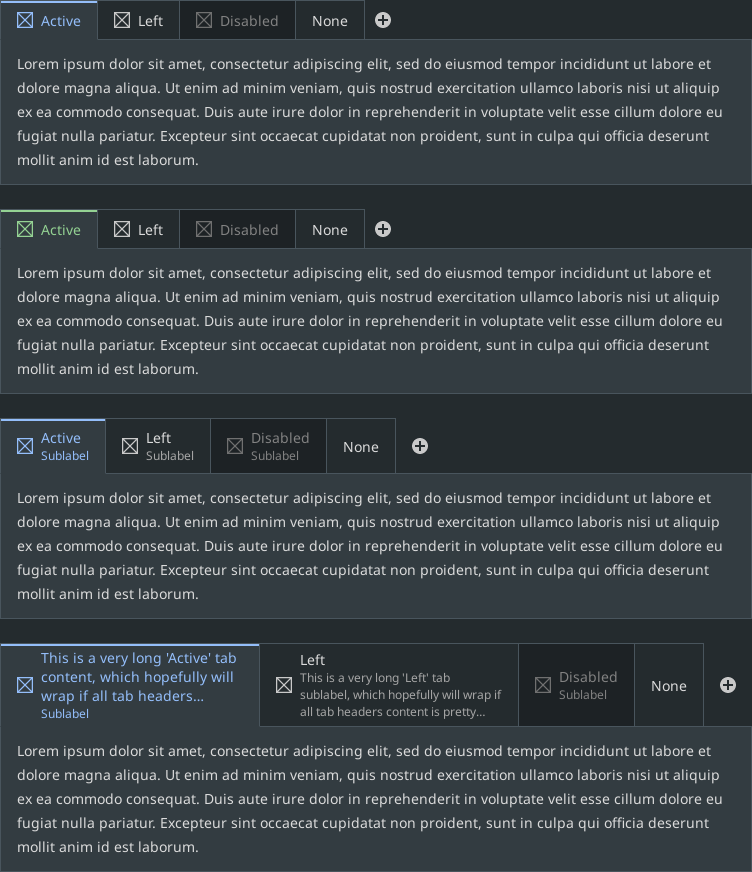 Active Left Disabled None
Lorem ipsum dolor sit amet, consectetur adipiscing elit, sed do eiusmod tempor incididunt ut labore et
dolore magna aliqua. Ut enim ad minim veniam, quis nostrud exercitation ullamco laboris nisi ut aliquip
ex ea commodo consequat. Duis aute irure dolor in reprehenderit in voluptate velit esse cillum dolore eu
fugiat nulla pariatur. Excepteur sint occaecat cupidatat non proident, sunt in culpa qui officia deserunt
mollit anim id est laborum.
Active Left Disabled None
Lorem ipsum dolor sit amet, consectetur adipiscing elit, sed do eiusmod tempor incididunt ut labore et
dolore magna aliqua. Ut enim ad minim veniam, quis nostrud exercitation ullamco laboris nisi ut aliquip
ex ea commodo consequat. Duis aute irure dolor in reprehenderit in voluptate velit esse cillum dolore eu
fugiat nulla pariatur. Excepteur sint occaecat cupidatat non proident, sunt in culpa qui officia deserunt
mollit anim id est laborum.
Active
Sublabel
Left
Sublabel
Disabled
Sublabel
None
Lorem ipsum dolor sit amet, consectetur adipiscing elit, sed do eiusmod tempor incididunt ut labore et
dolore magna aliqua. Ut enim ad minim veniam, quis nostrud exercitation ullamco laboris nisi ut aliquip
ex ea commodo consequat. Duis aute irure dolor in reprehenderit in voluptate velit esse cillum dolore eu
fugiat nulla pariatur. Excepteur sint occaecat cupidatat non proident, sunt in culpa qui officia deserunt
mollit anim id est laborum.
This is a very long 'Active' tab
content, which hopefully will
wrap if all tab headers...
Sublabel
Left
This is a very long 'Left' tab
sublabel, which hopefully will wrap if
all tab headers content is pretty...
Disabled
Sublabel
None
Lorem ipsum dolor sit amet, consectetur adipiscing elit, sed do eiusmod tempor incididunt ut labore et
dolore magna aliqua. Ut enim ad minim veniam, quis nostrud exercitation ullamco laboris nisi ut aliquip
ex ea commodo consequat. Duis aute irure dolor in reprehenderit in voluptate velit esse cillum dolore eu
fugiat nulla pariatur. Excepteur sint occaecat cupidatat non proident, sunt in culpa qui officia deserunt
mollit anim id est laborum.